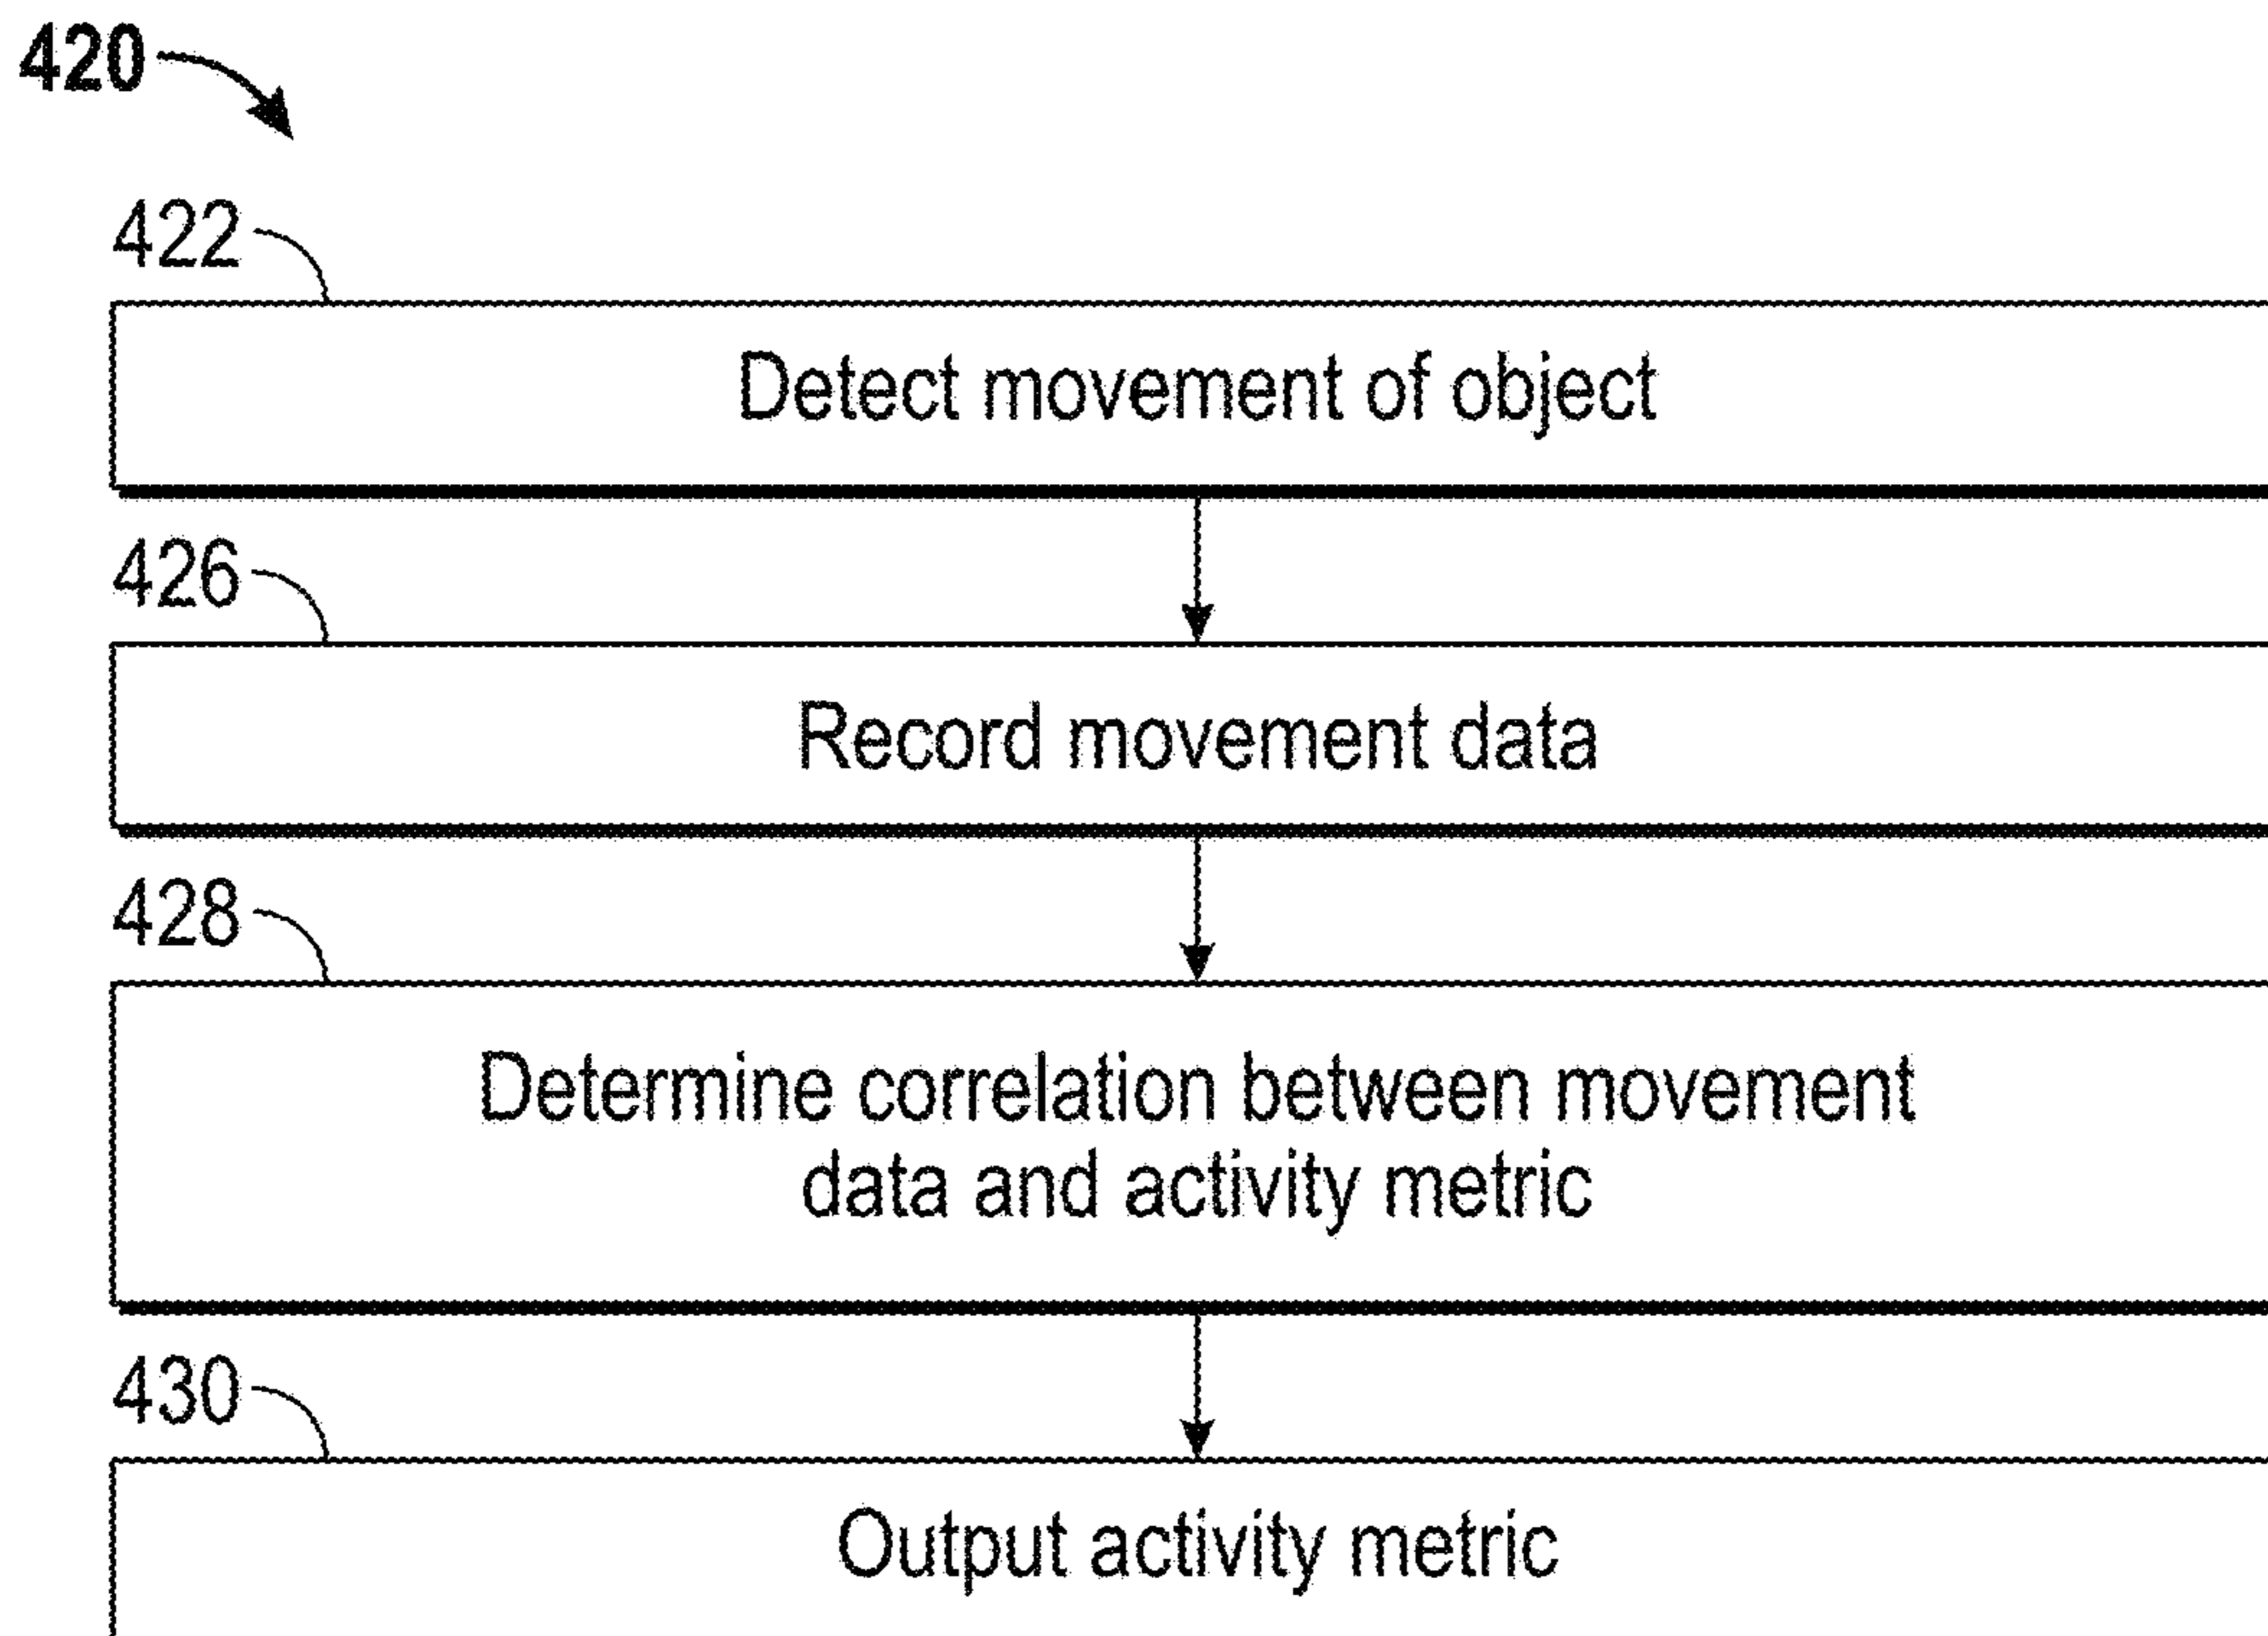 420
422
Detect movement of object
426
Record movement data
428
Determine correlation between movement
data and activity metric
430
Output activity metric